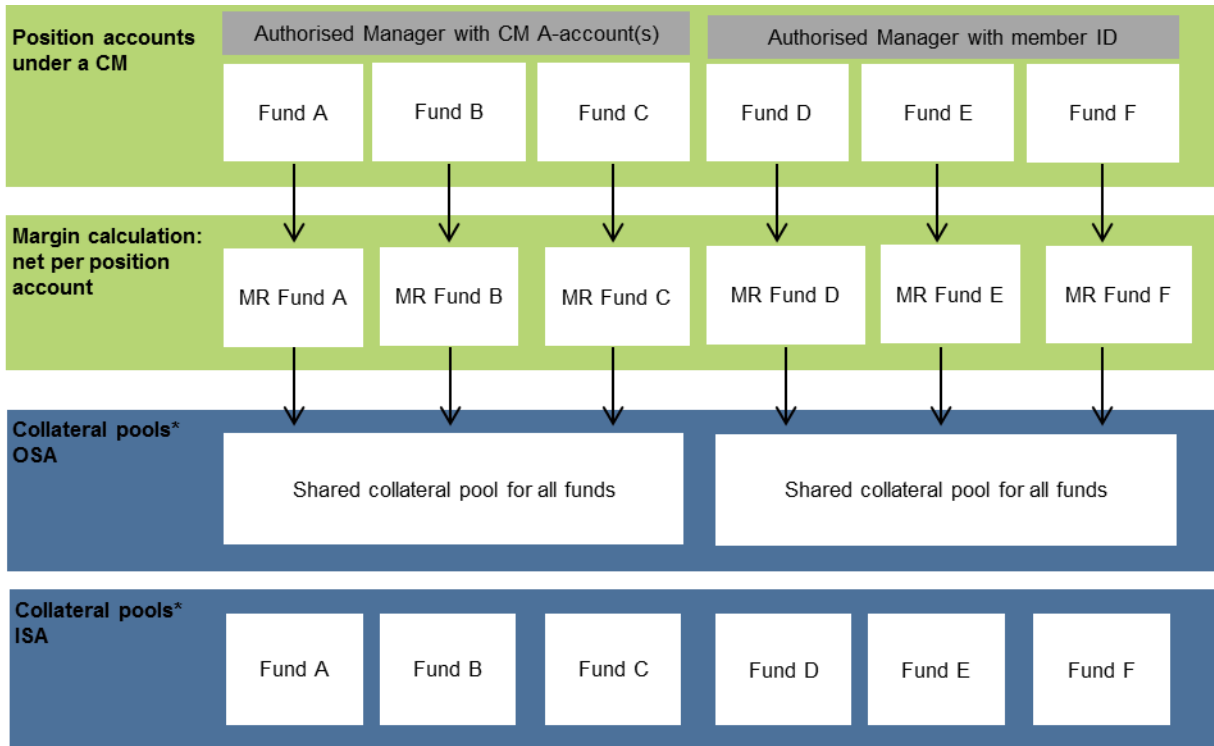 Position accounts
under a CM
Authorised Manager with CM A-account(s)
Authorised Manager with member ID
Fund A
Fund B
Fund C
Fund D
Fund E
Fund F
Margin calculation:
net per position
account
MR Fund A
MR Fund B
MR Fund C
MR Fund D
MR Fund E
MR Fund F
Collateral pools*
OSA
Shared collateral pool for all funds
Shared collateral pool for all funds
Collateral pools*
ISA
Fund A
Fund B
Fund C
Fund D
Fund E
Fund F